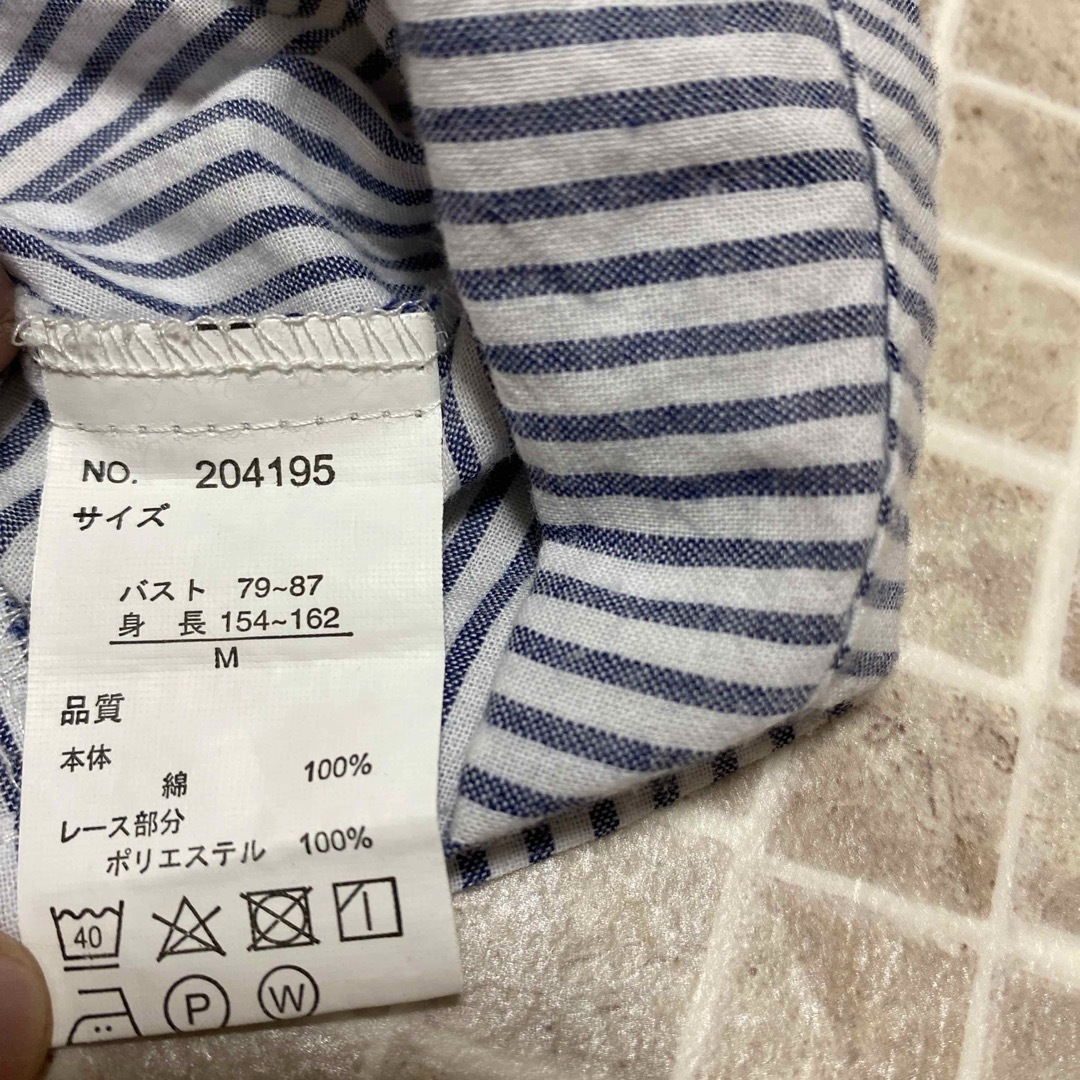 NO. 204195
サイズ
バスト 79~87
身 長 154~162
M
品質
本体
綿 100%
レース部分
ポリエステル 100%
40
P W